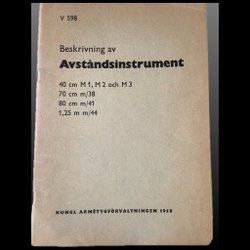 V 598
Beskrivning av
Avståndsinstrument
40 cm M 1, M 2 och M 3
70 cm m/38
80 cm m/41
1,25 m m/44
KUNGL ARMÉTYGFÖRVALTNINGEN 1958